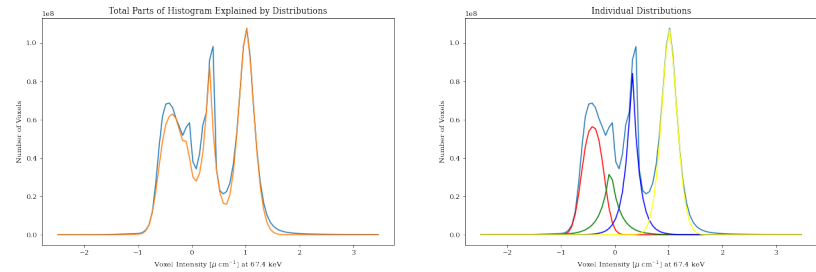 Total Parts of Histogram Explained by Distributions
1e8
1.0
0.8
0.6
0.4
0.2
0.0
Number of Voxels
−2 −1 0 1 2 3
Voxel Intensity [μ cm⁻¹] at 67.4 keV
Individual Distributions
1e8
1.0
0.8
0.6
0.4
0.2
0.0
Number of Voxels
−2 −1 0 1 2 3
Voxel Intensity [μ cm⁻¹] at 67.4 keV